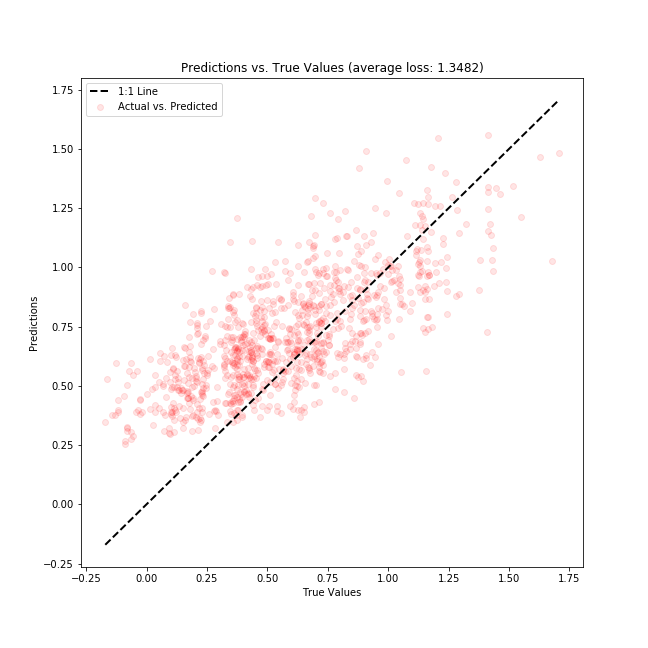 Predictions vs. True Values (average loss: 1.3482)
1:1 Line
Actual vs. Predicted
1.75
1.50
1.25
1.00
0.75
0.50
0.25
0.00
−0.25
Predictions
−0.25 0.00 0.25 0.50 0.75 1.00 1.25 1.50 1.75
True Values